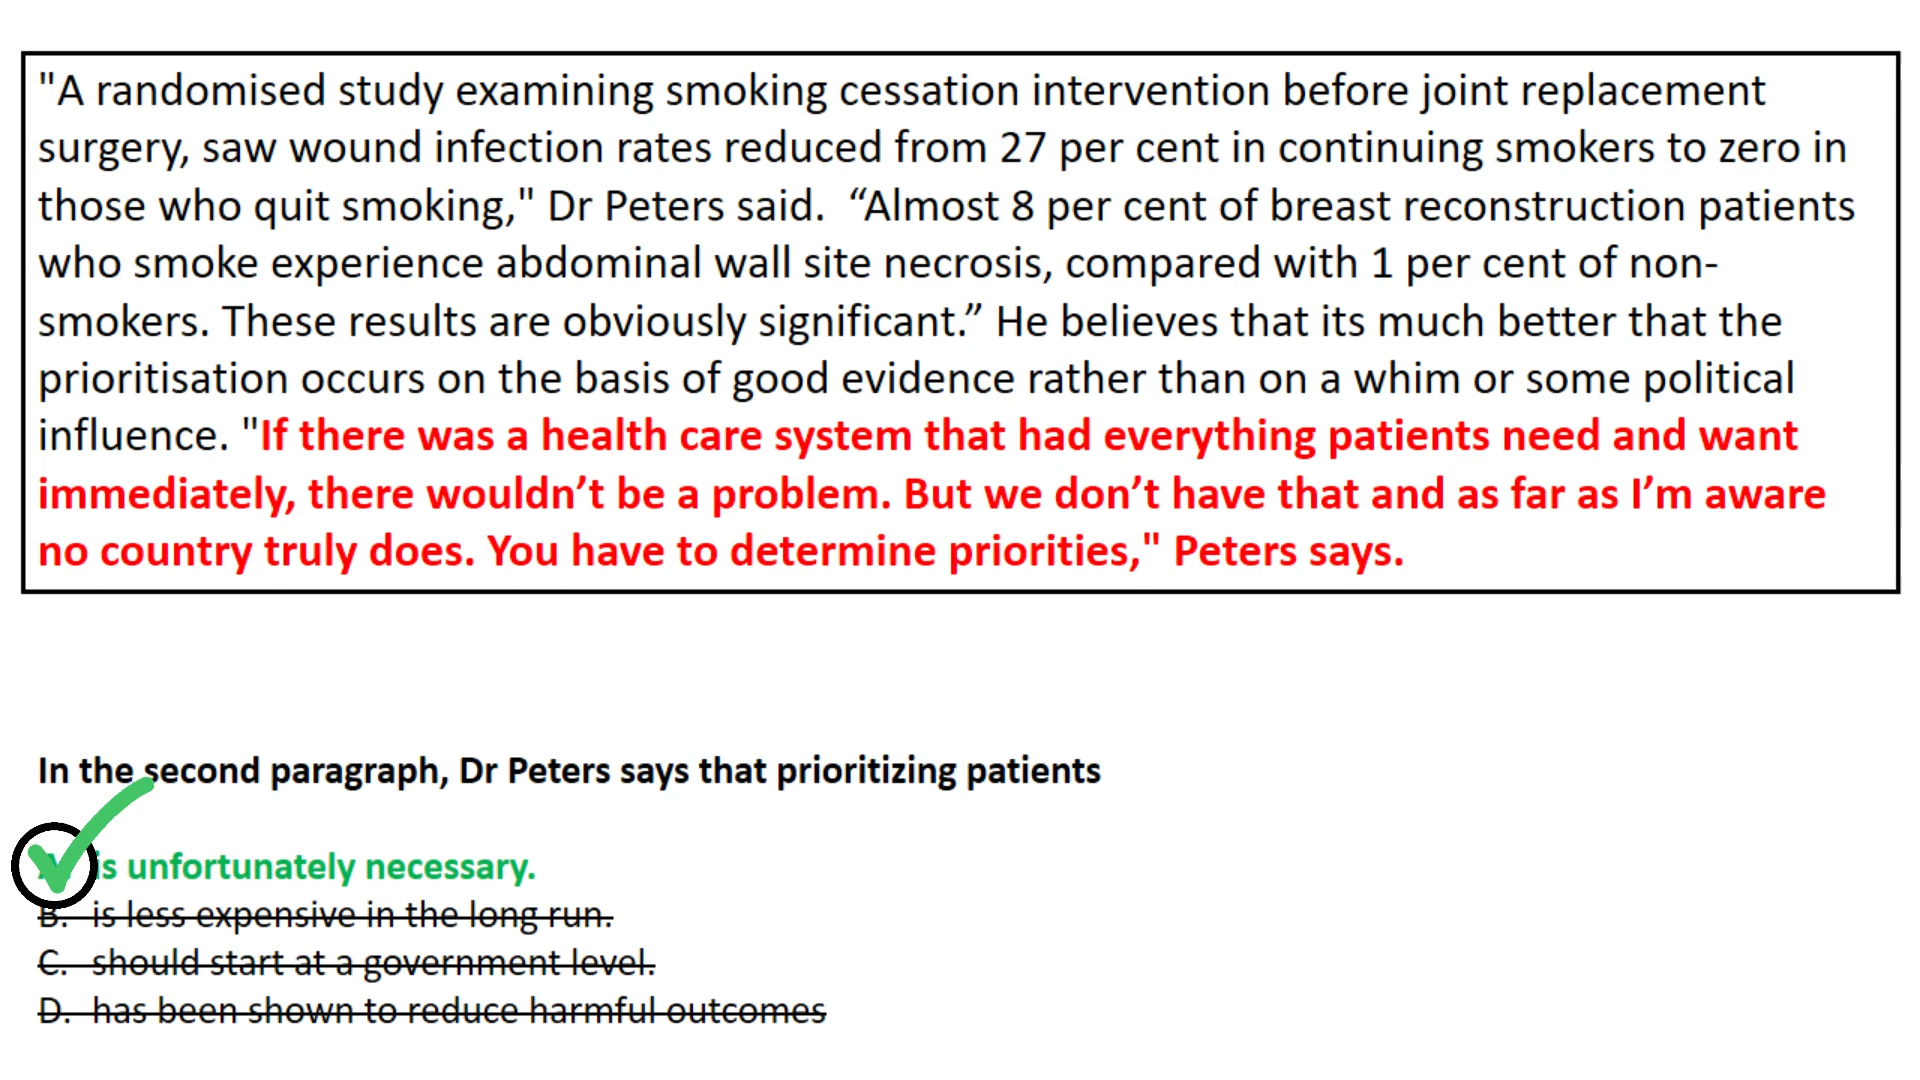 "A randomised study examining smoking cessation intervention before joint replacement
surgery, saw wound infection rates reduced from 27 per cent in continuing smokers to zero in
those who quit smoking," Dr Peters said.  “Almost 8 per cent of breast reconstruction patients
who smoke experience abdominal wall site necrosis, compared with 1 per cent of non-
smokers. These results are obviously significant.” He believes that its much better that the
prioritisation occurs on the basis of good evidence rather than on a whim or some political
influence. "If there was a health care system that had everything patients need and want
immediately, there wouldn’t be a problem. But we don’t have that and as far as I’m aware
no country truly does. You have to determine priorities," Peters says.
In the second paragraph, Dr Peters says that prioritizing patients
A. is unfortunately necessary.
B. is less expensive in the long run.
C. should start at a government level.
D. has been shown to reduce harmful outcomes